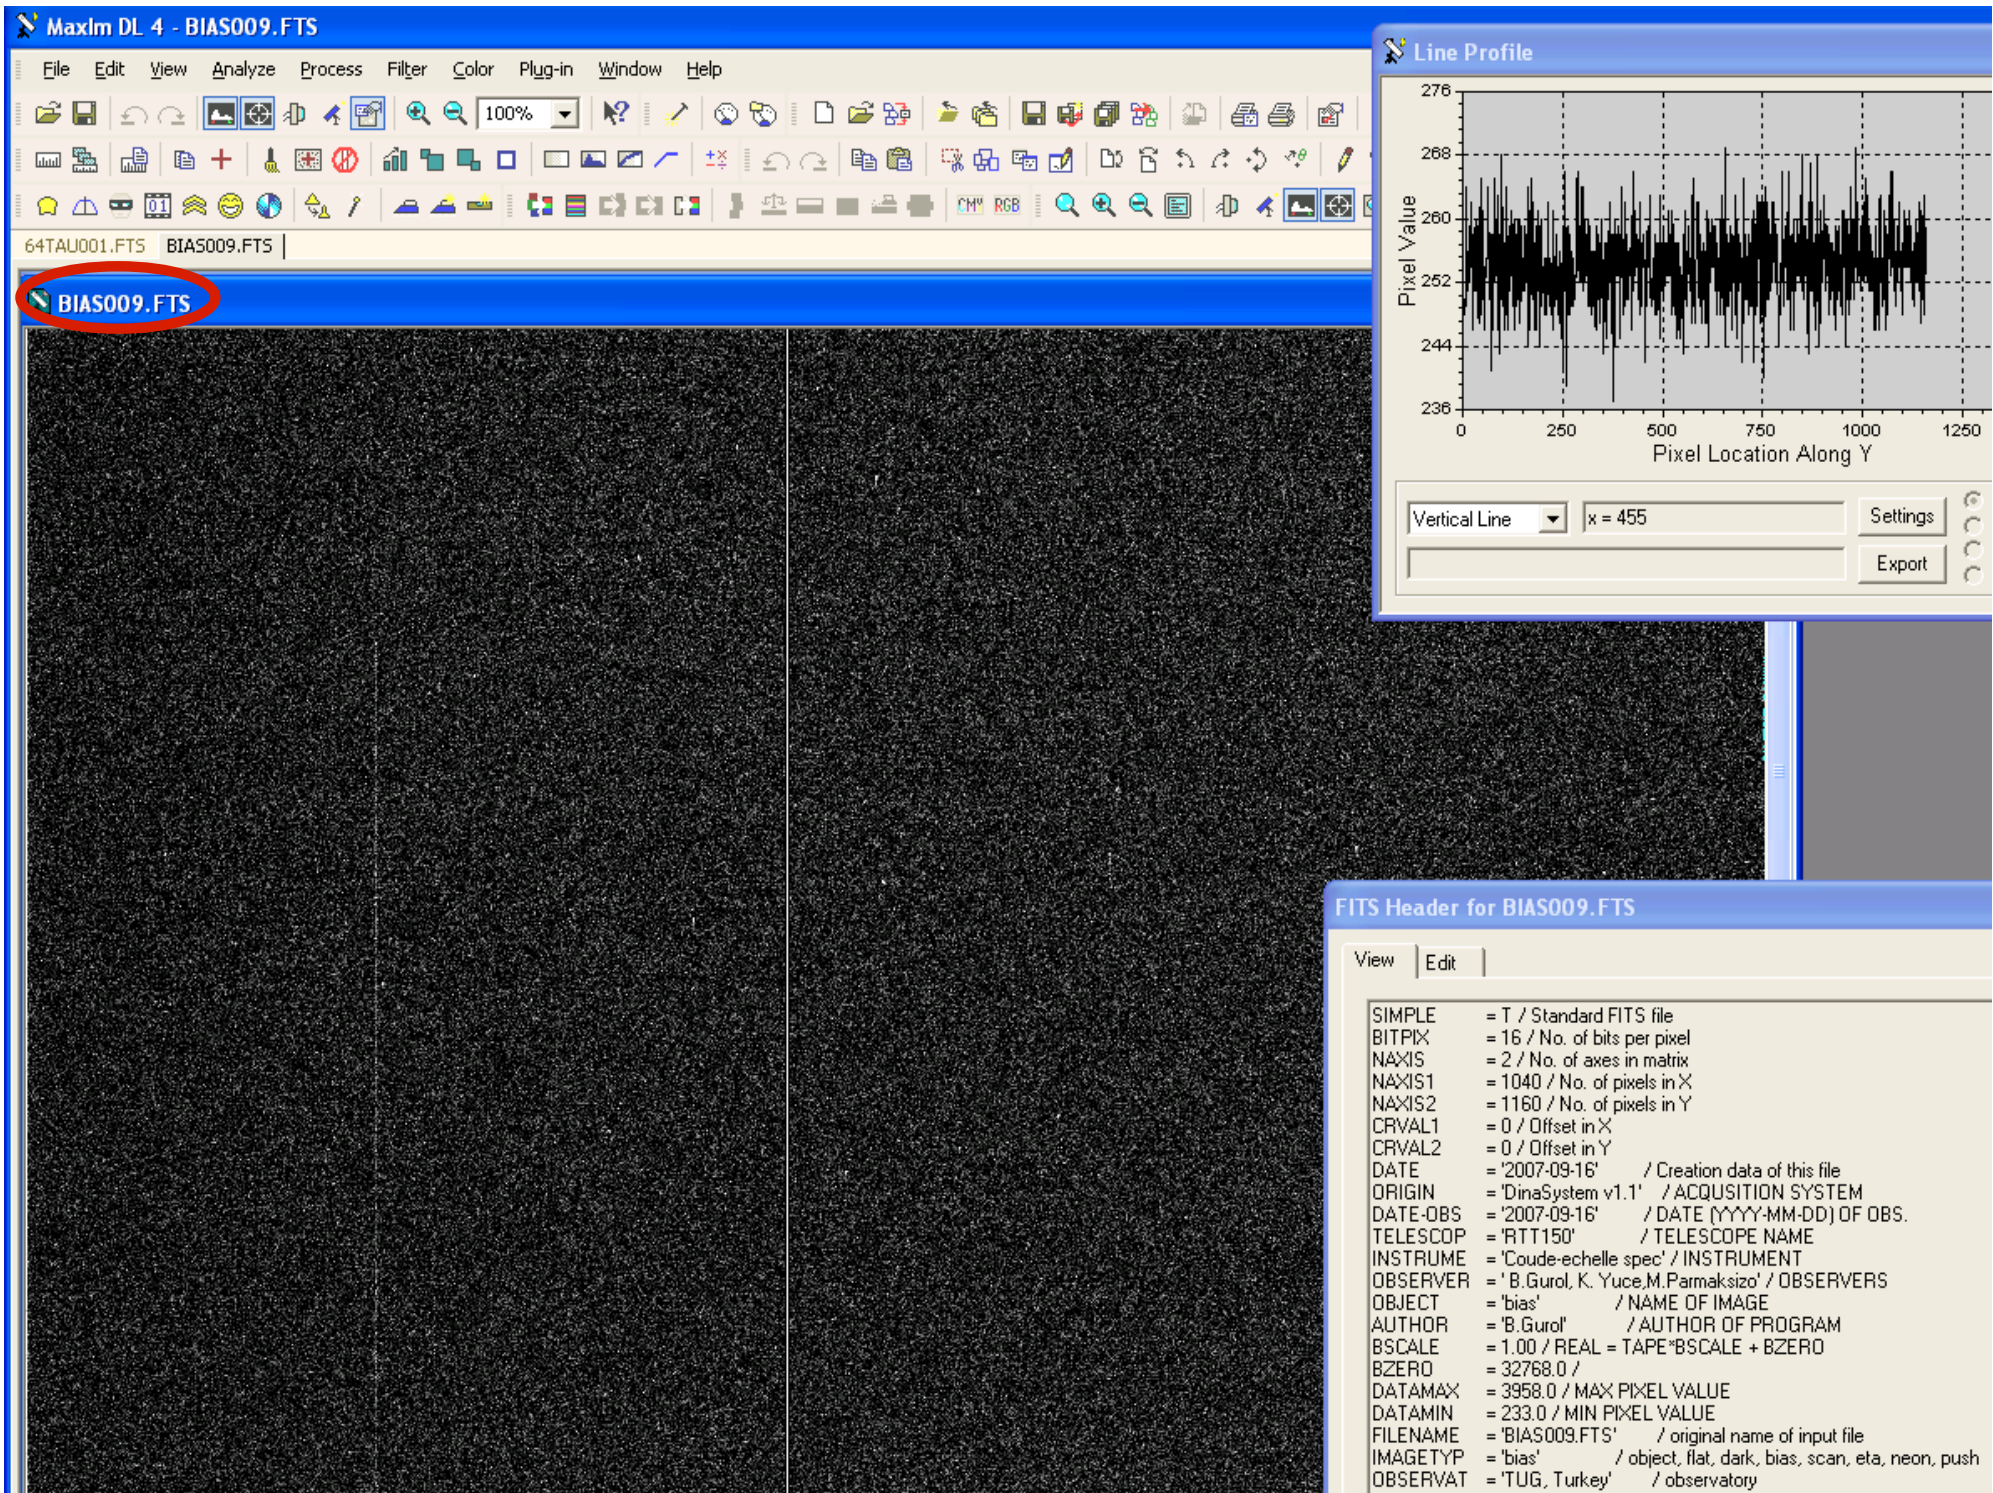 MaxIm DL 4 - BIAS009.FTS
File Edit View Analyze Process Filter Color Plug-in Window Help
100%
01
CMY RGB
64TAU001.FTS BIAS009.FTS
BIAS009.FTS
Line Profile
276
268
260
252
244
236
Pixel Value
0 250 500 750 1000 1250
Pixel Location Along Y
Vertical Line x = 455 Settings
Export
FITS Header for BIAS009.FTS
View Edit
SIMPLE = T / Standard FITS file
BITPIX = 16 / No. of bits per pixel
NAXIS = 2 / No. of axes in matrix
NAXIS1 = 1040 / No. of pixels in X
NAXIS2 = 1160 / No. of pixels in Y
CRVAL1 = 0 / Offset in X
CRVAL2 = 0 / Offset in Y
DATE = '2007-09-16' / Creation data of this file
ORIGIN = 'DinaSystem v1.1' / ACQUSITION SYSTEM
DATE-OBS = '2007-09-16' / DATE (YYYY-MM-DD) OF OBS.
TELESCOP = 'RTT150' / TELESCOPE NAME
INSTRUME = 'Coude-echelle spec' / INSTRUMENT
OBSERVER = ' B.Gurol, K. Yuce,M.Parmaksizo' / OBSERVERS
OBJECT = 'bias' / NAME OF IMAGE
AUTHOR = 'B.Gurol' / AUTHOR OF PROGRAM
BSCALE = 1.00 / REAL = TAPE*BSCALE + BZERO
BZERO = 32768.0 /
DATAMAX = 3958.0 / MAX PIXEL VALUE
DATAMIN = 233.0 / MIN PIXEL VALUE
FILENAME = 'BIAS009.FTS' / original name of input file
IMAGETYP = 'bias' / object, flat, dark, bias, scan, eta, neon, push
OBSERVAT = 'TUG, Turkey' / observatory